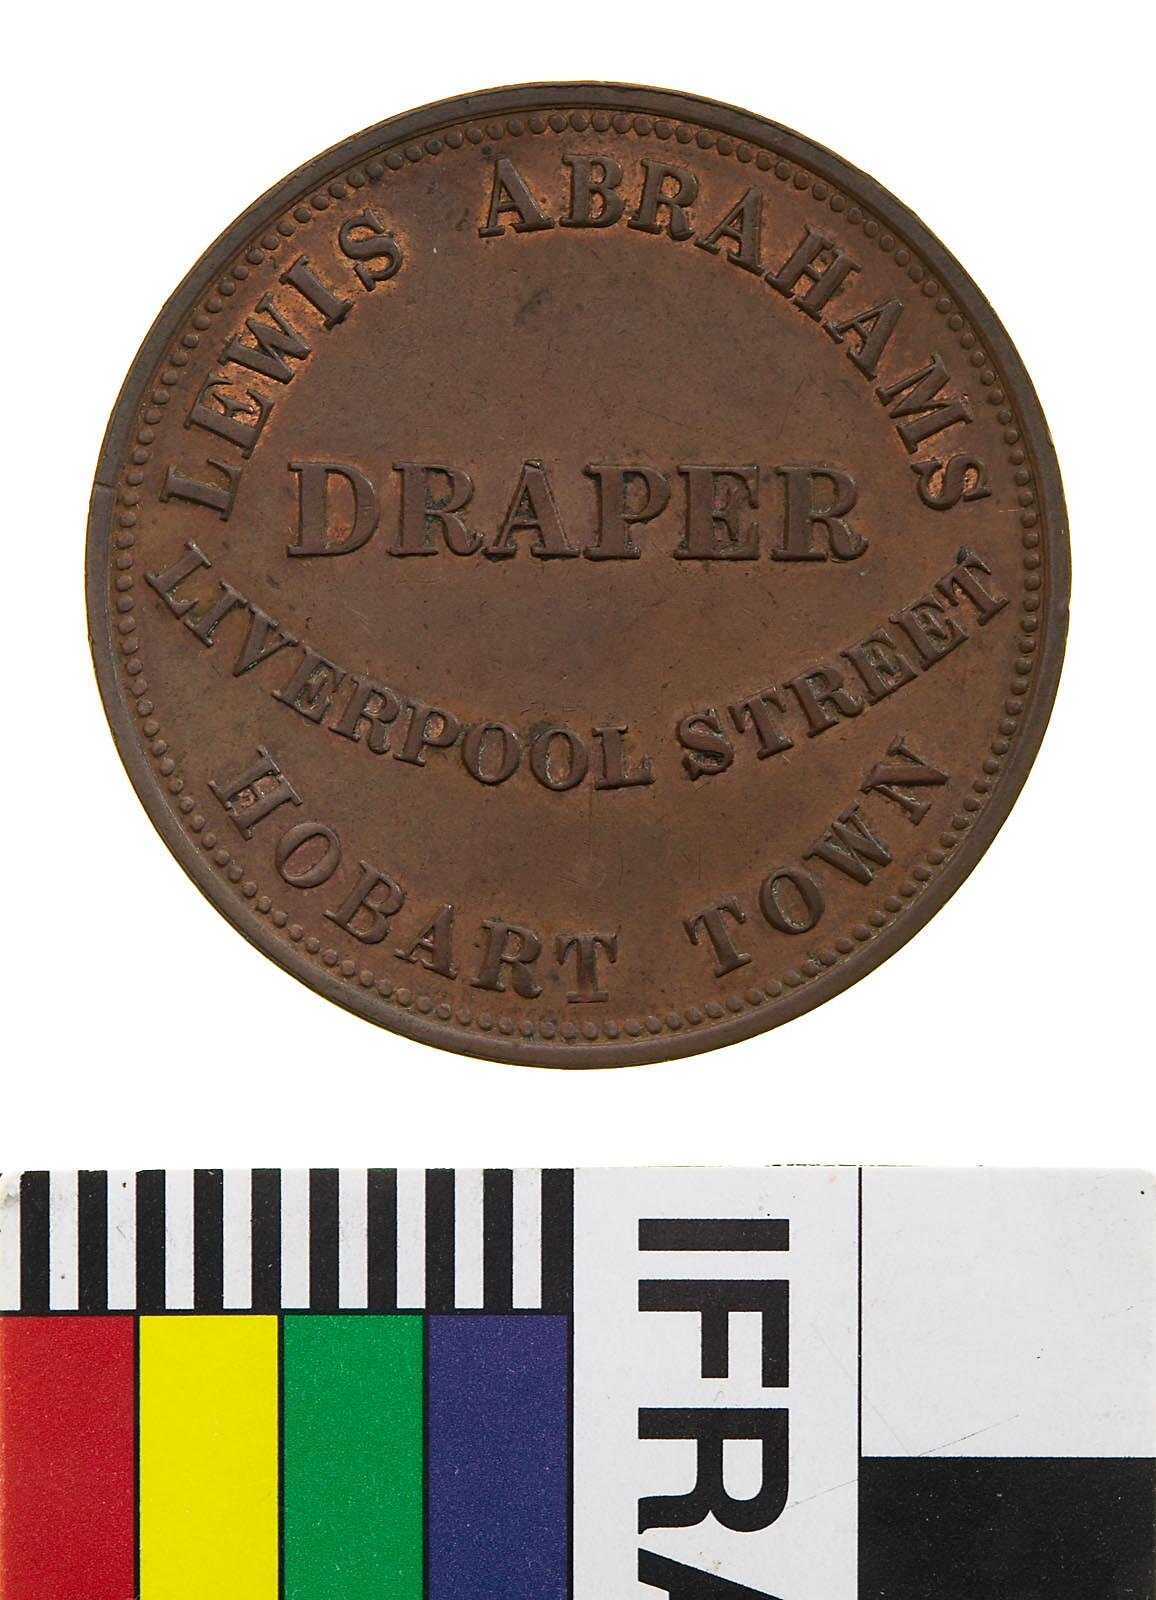 LEWIS ABRAHAMS
DRAPER
LIVERPOOL STREET
HOBART TOWN
IFRA